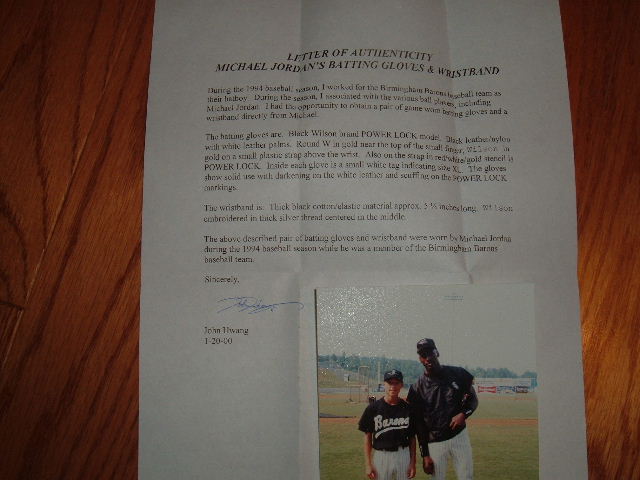 LETTER OF AUTHENTICITY
MICHAEL JORDAN'S BATTING GLOVES & WRISTBAND
During the 1994 baseball season, I worked for the Birmingham Barons baseball team as
their batboy. During the season, I associated with the various ball players, including
Michael Jordan. I had the opportunity to obtain a pair of game worn batting gloves and a
wristband directly from Michael.
The batting gloves are: Black Wilson brand POWER LOCK model. Black leather/nylon
with white leather palms. Round W in gold near the top of the small finger, Wilson in
gold on a small plastic strap above the wrist. Also on the strap in red/white/gold stencil is
POWER LOCK. Inside each glove is a small white tag indicating size XL. The gloves
show solid use with darkening on the white leather and scuffing on the POWER LOCK
markings.
The wristband is: Thick black cotton/elastic material approx. 5 ¼ inches long. Wilson
embroidered in thick silver thread centered in the middle.
The above described pair of batting gloves and wristband were worn by Michael Jordan
during the 1994 baseball season while he was a member of the Birmingham Barons
baseball team.
Sincerely,
John Hwang
1-20-00
Barons